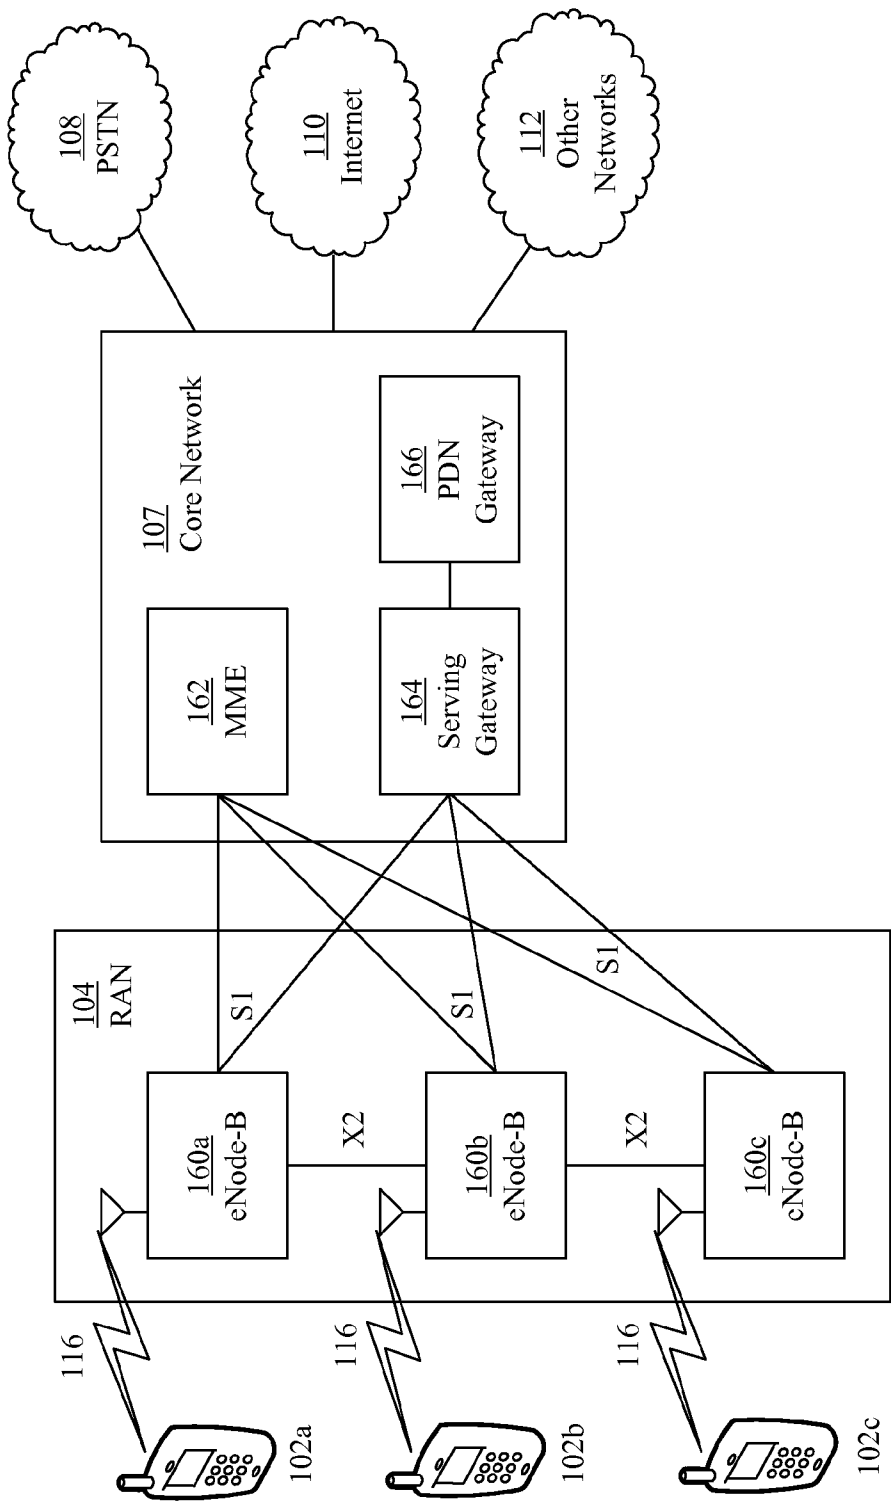 108
PSTN
110
Internet
112
Other
Networks
107
Core Network
162
MME
164
Serving
Gateway
166
PDN
Gateway
104
RAN
S1
S1
S1
160a
eNode-B
X2
160b
eNode-B
X2
160c
eNode-B
116
116
116
102a
102b
102c